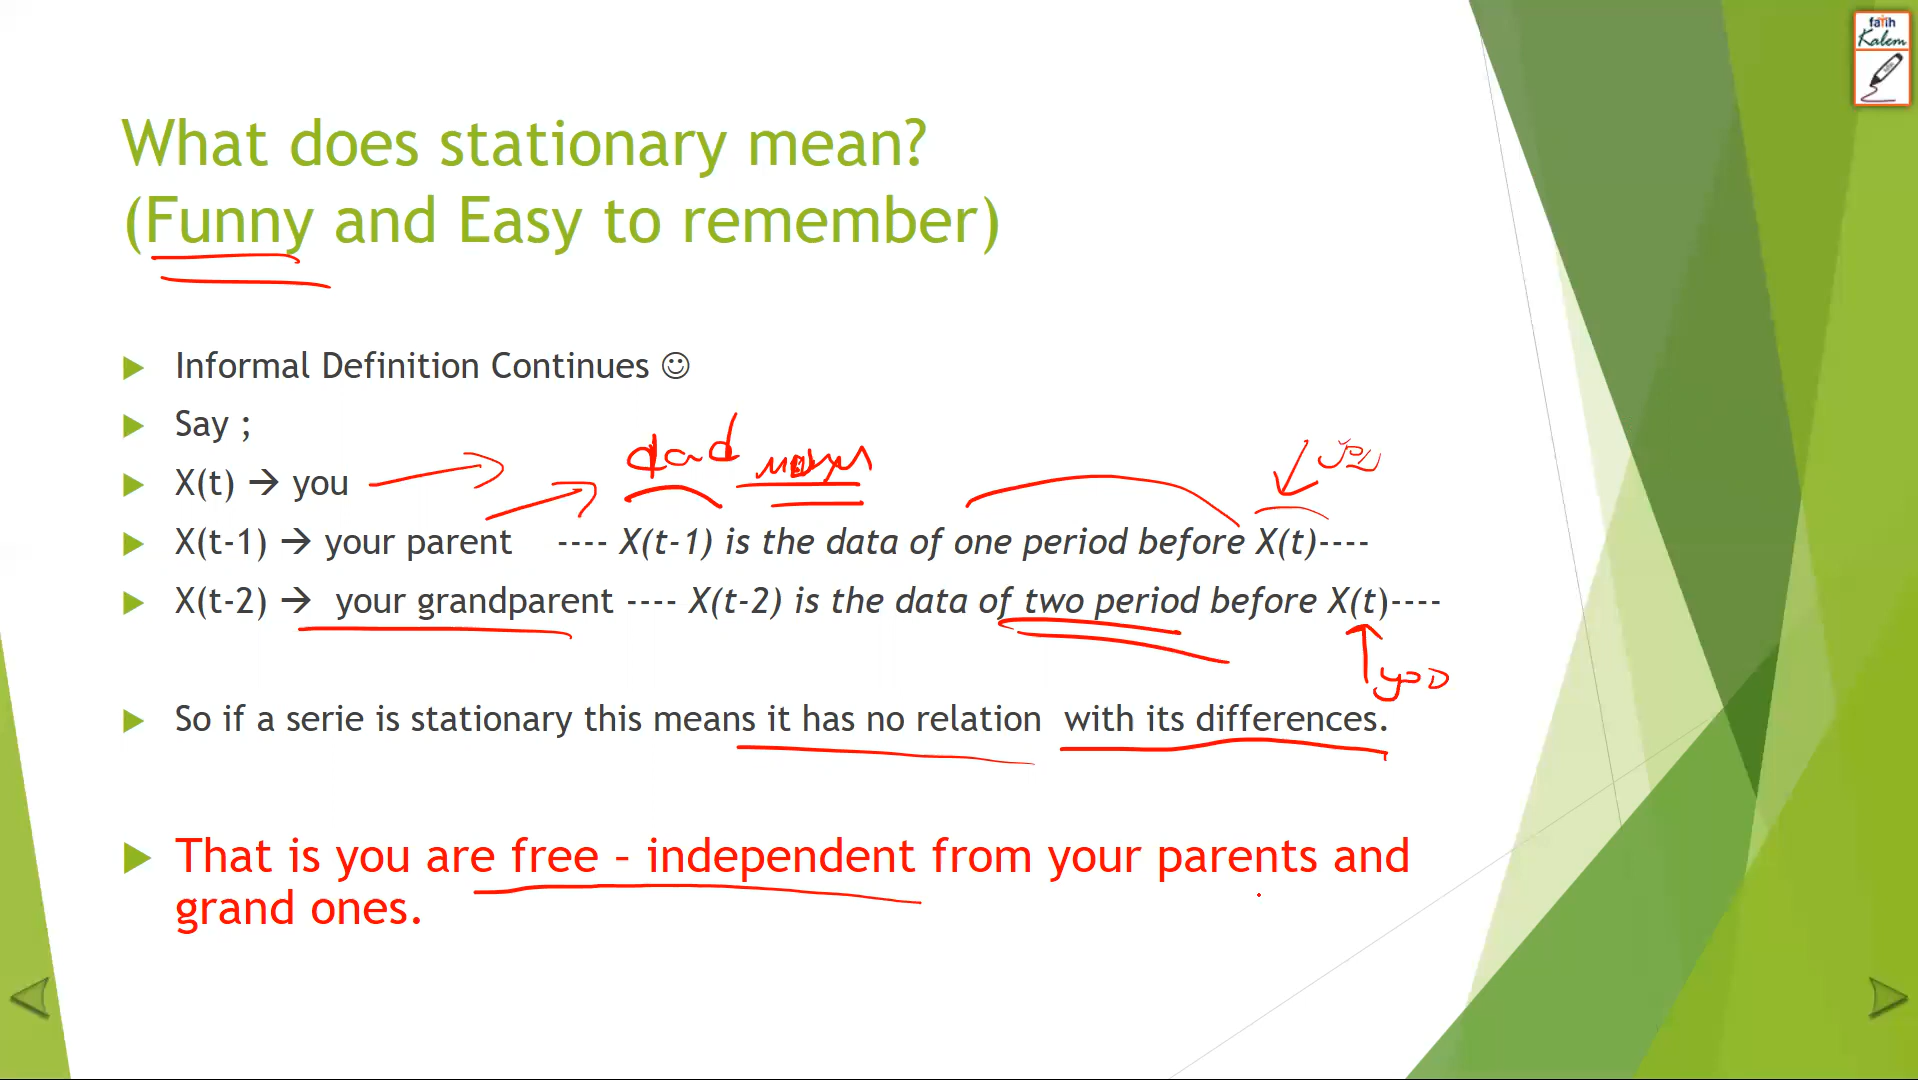 fatih
Kalem
What does stationary mean?
(Funny and Easy to remember)
Informal Definition Continues ☺
Say ;
dad
X(t) → you
you
X(t-1) → your parent ---- X(t-1) is the data of one period before X(t)----
X(t-2) → your grandparent ---- X(t-2) is the data of two period before X(t)----
you
So if a serie is stationary this means it has no relation with its differences.
That is you are free - independent from your parents and
grand ones.